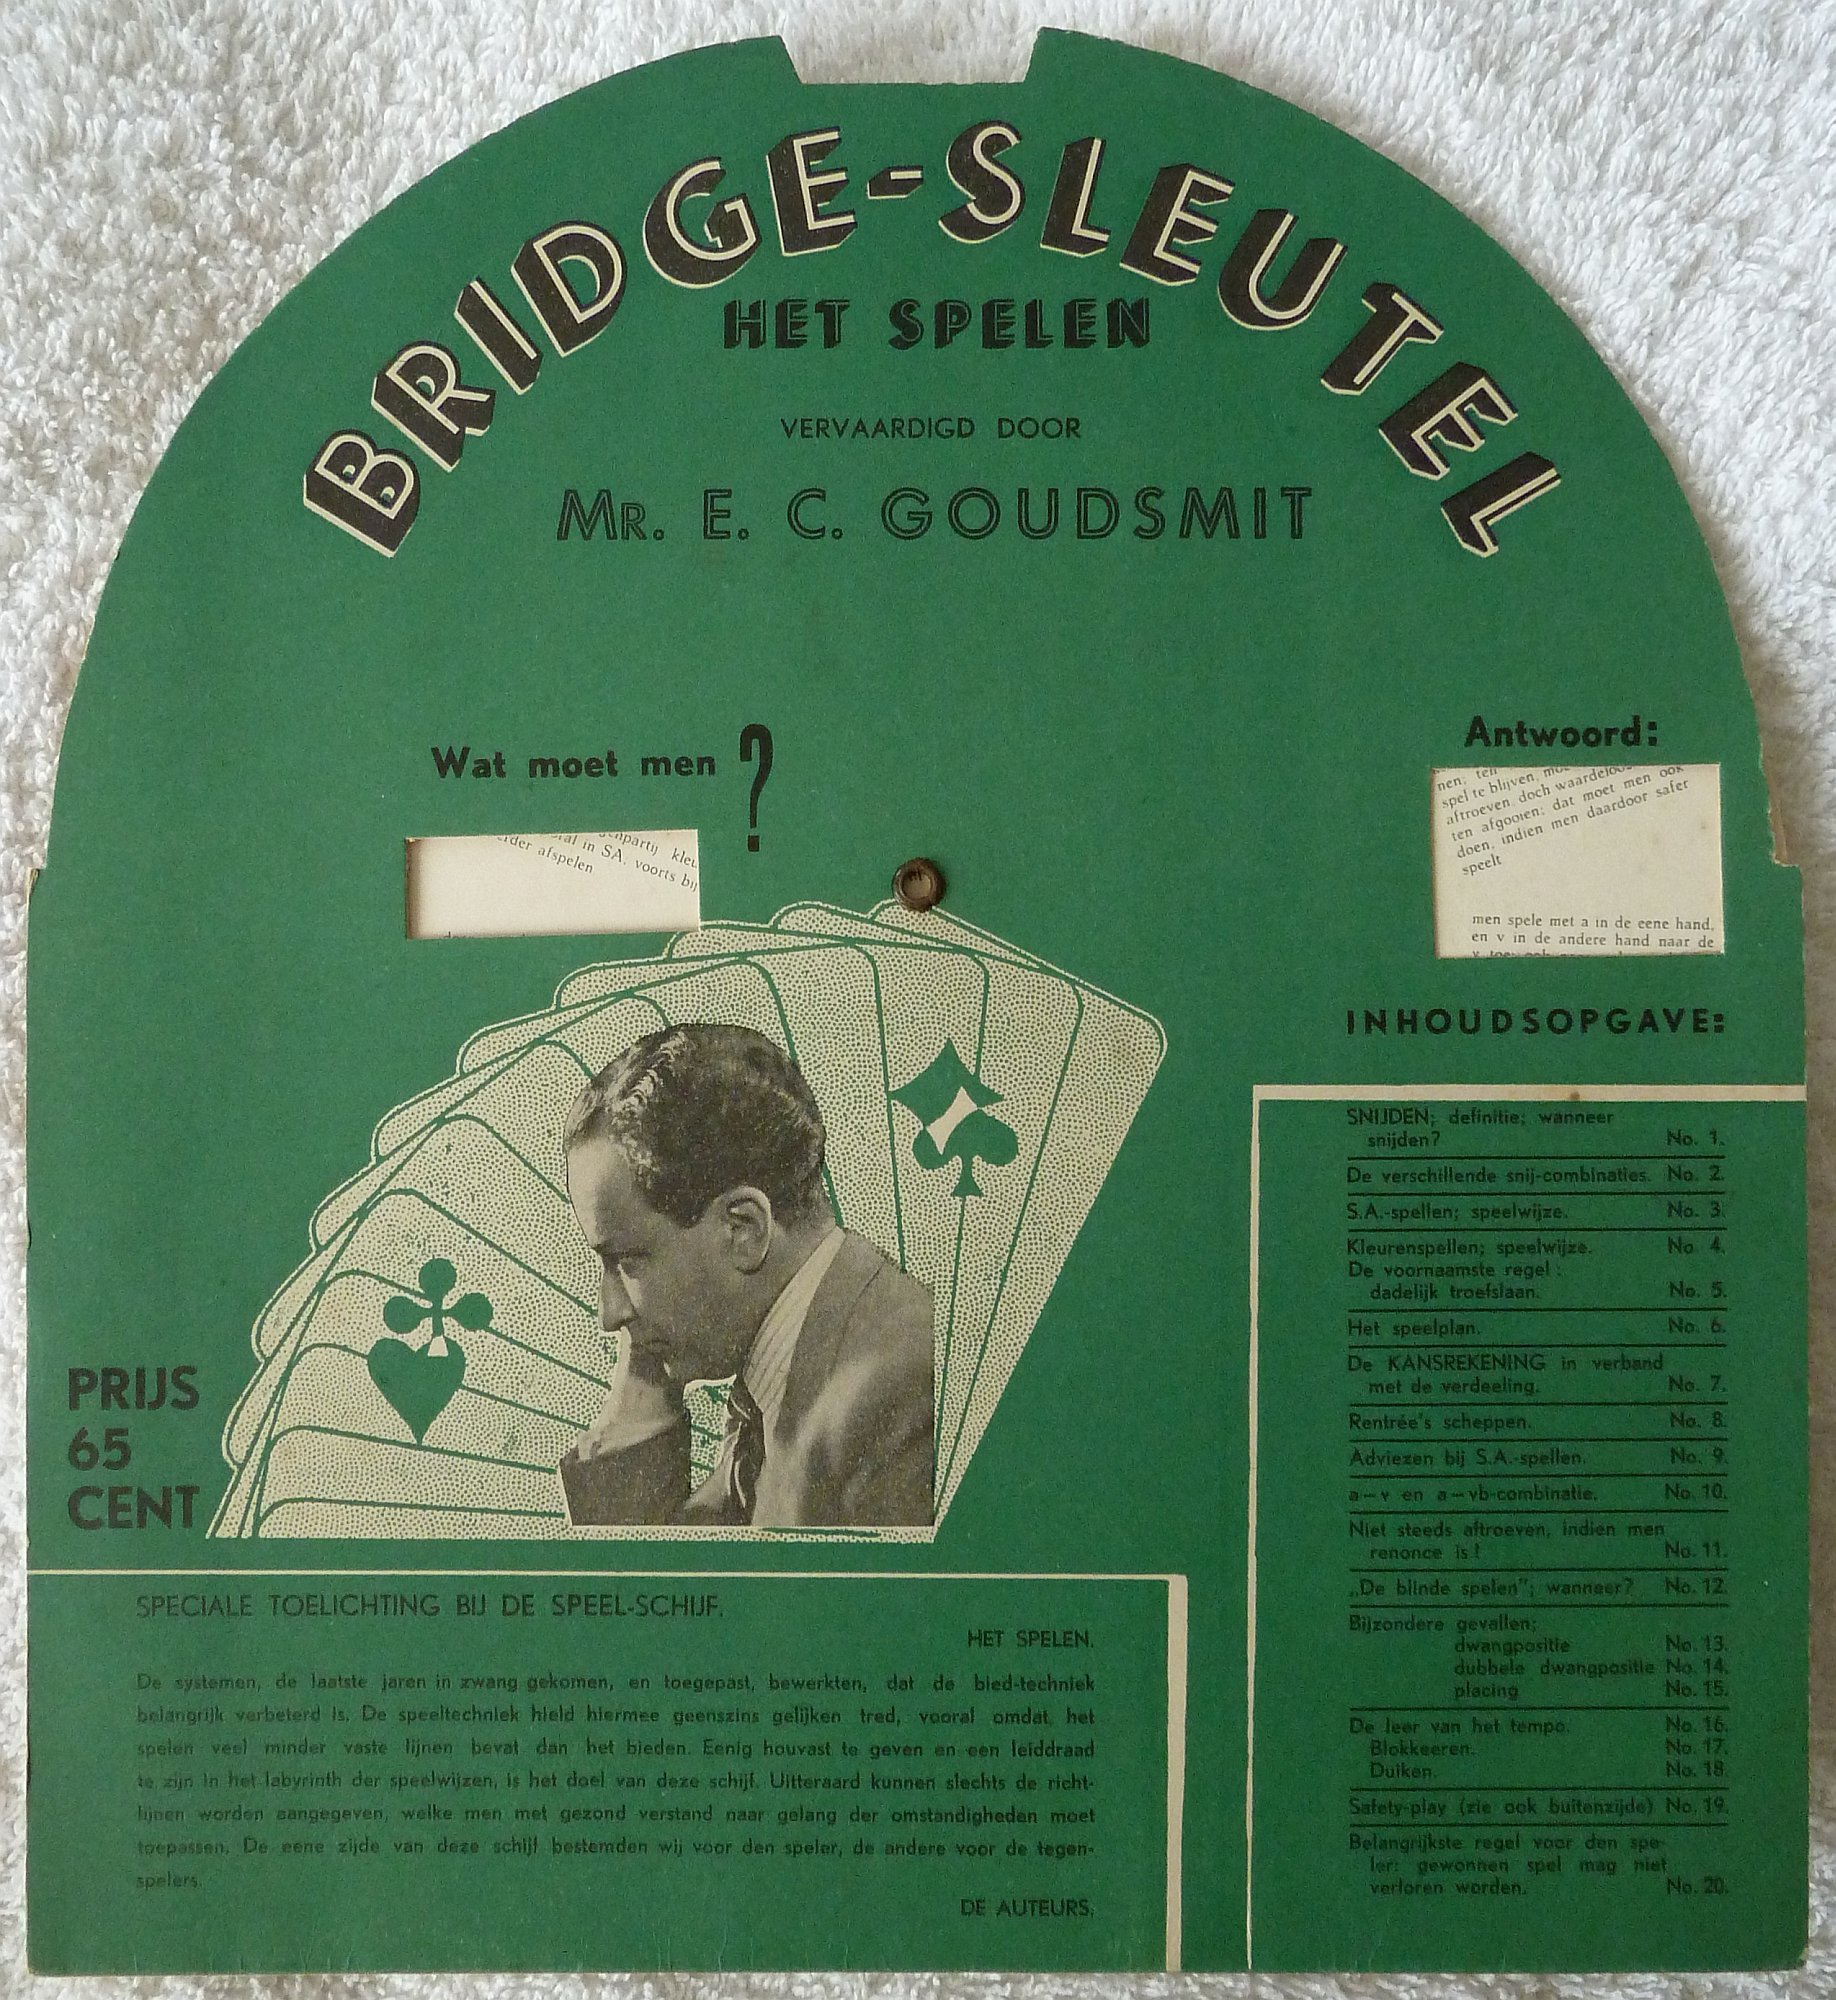 BRIDGE-SLEUTEL
HET SPELEN
VERVAARDIGD DOOR
MR. E. C. GOUDSMIT
Wat moet men ?
kleu
in SA, voorts bij
afspelen
Antwoord:
nen; ten
spel te blijven,
aftroeven, doch waardeloos
ten afgooien; dat moet men ook
doen, indien men daardoor safer
speelt
men spele met a in de eene hand,
en v in de andere hand naar de
INHOUDSOPGAVE:
SNIJDEN; definitie; wanneer
snijden? No. 1.
De verschillende snij-combinaties. No. 2.
S.A.-spellen; speelwijze. No. 3.
Kleurenspellen; speelwijze. No 4.
De voornaamste regel:
dadelijk troefslaan. No. 5.
Het speelplan. No. 6.
De KANSREKENING in verband
met de verdeeling. No. 7.
Rentrée's scheppen. No. 8.
Adviezen bij S.A.-spellen. No. 9.
a—v en a—vb-combinatie. No. 10.
Niet steeds aftroeven, indien men
renonce is! No. 11.
„De blinde spelen"; wanneer? No. 12.
Bijzondere gevallen;
dwangpositie No. 13.
dubbele dwangpositie No. 14.
placing No. 15.
De leer van het tempo. No. 16.
Blokkeeren. No. 17.
Duiken. No. 18.
Safety-play (zie ook buitenzijde) No. 19.
Belangrijkste regel voor den spe-
ler: gewonnen spel mag niet
verloren worden. No. 20.
PRIJS
65
CENT
SPECIALE TOELICHTING BIJ DE SPEEL-SCHIJF.
HET SPELEN.
De systemen, de laatste jaren in zwang gekomen, en toegepast, bewerkten, dat de bied-techniek
belangrijk verbeterd is. De speeltechniek hield hiermee geenszins gelijken tred, vooral omdat het
spelen veel minder vaste lijnen bevat dan het bieden. Eenig houvast te geven en een leiddraad
te zijn in het labyrinth der speelwijzen, is het doel van deze schijf. Uitteraard kunnen slechts de richt-
lijnen worden aangegeven, welke men met gezond verstand naar gelang der omstandigheden moet
toepassen. De eene zijde van deze schijf bestemden wij voor den speler, de andere voor de tegen-
spelers.
DE AUTEURS.